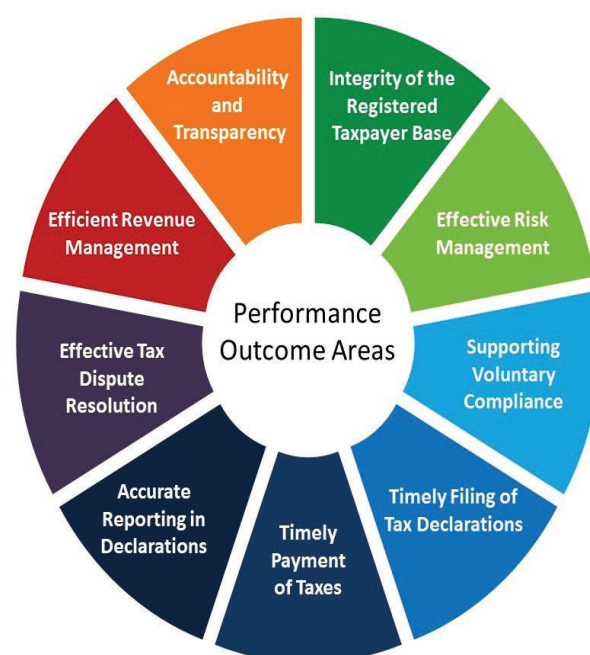 Performance
Outcome Areas
Integrity of the
Registered
Taxpayer Base
Effective Risk
Management
Supporting
Voluntary
Compliance
Timely Filing of
Tax Declarations
Timely
Payment
of Taxes
Accurate
Reporting in
Declarations
Effective Tax
Dispute
Resolution
Efficient Revenue
Management
Accountability
and
Transparency